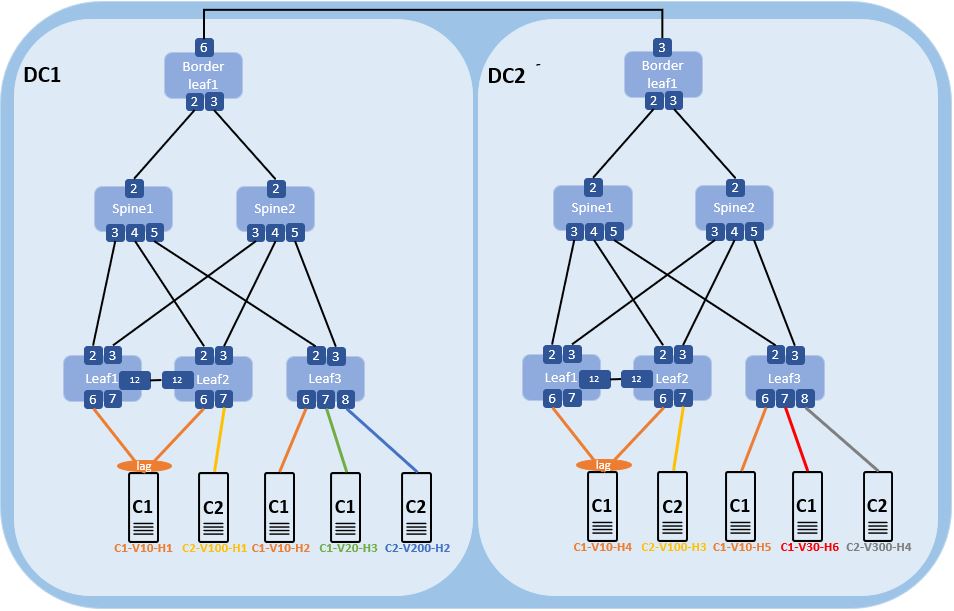 6
3
DC1
Border
leaf1
2 3
DC2
Border
leaf1
2 3
2
2
2
2
Spine1
Spine2
Spine1
Spine2
3 4 5
3 4 5
3 4 5
3 4 5
2 3
2 3
2 3
2 3
2 3
2 3
Leaf1
12
12
Leaf2
Leaf3
Leaf1
12
12
Leaf2
Leaf3
6 7
6 7
6 7 8
6 7
6 7
6 7 8
lag
lag
C1
C2
C1
C1
C2
C1
C2
C1
C1
C2
C1-V10-H1
C2-V100-H1
C1-V10-H2
C1-V20-H3
C2-V200-H2
C1-V10-H4
C2-V100-H3
C1-V10-H5
C1-V30-H6
C2-V300-H4